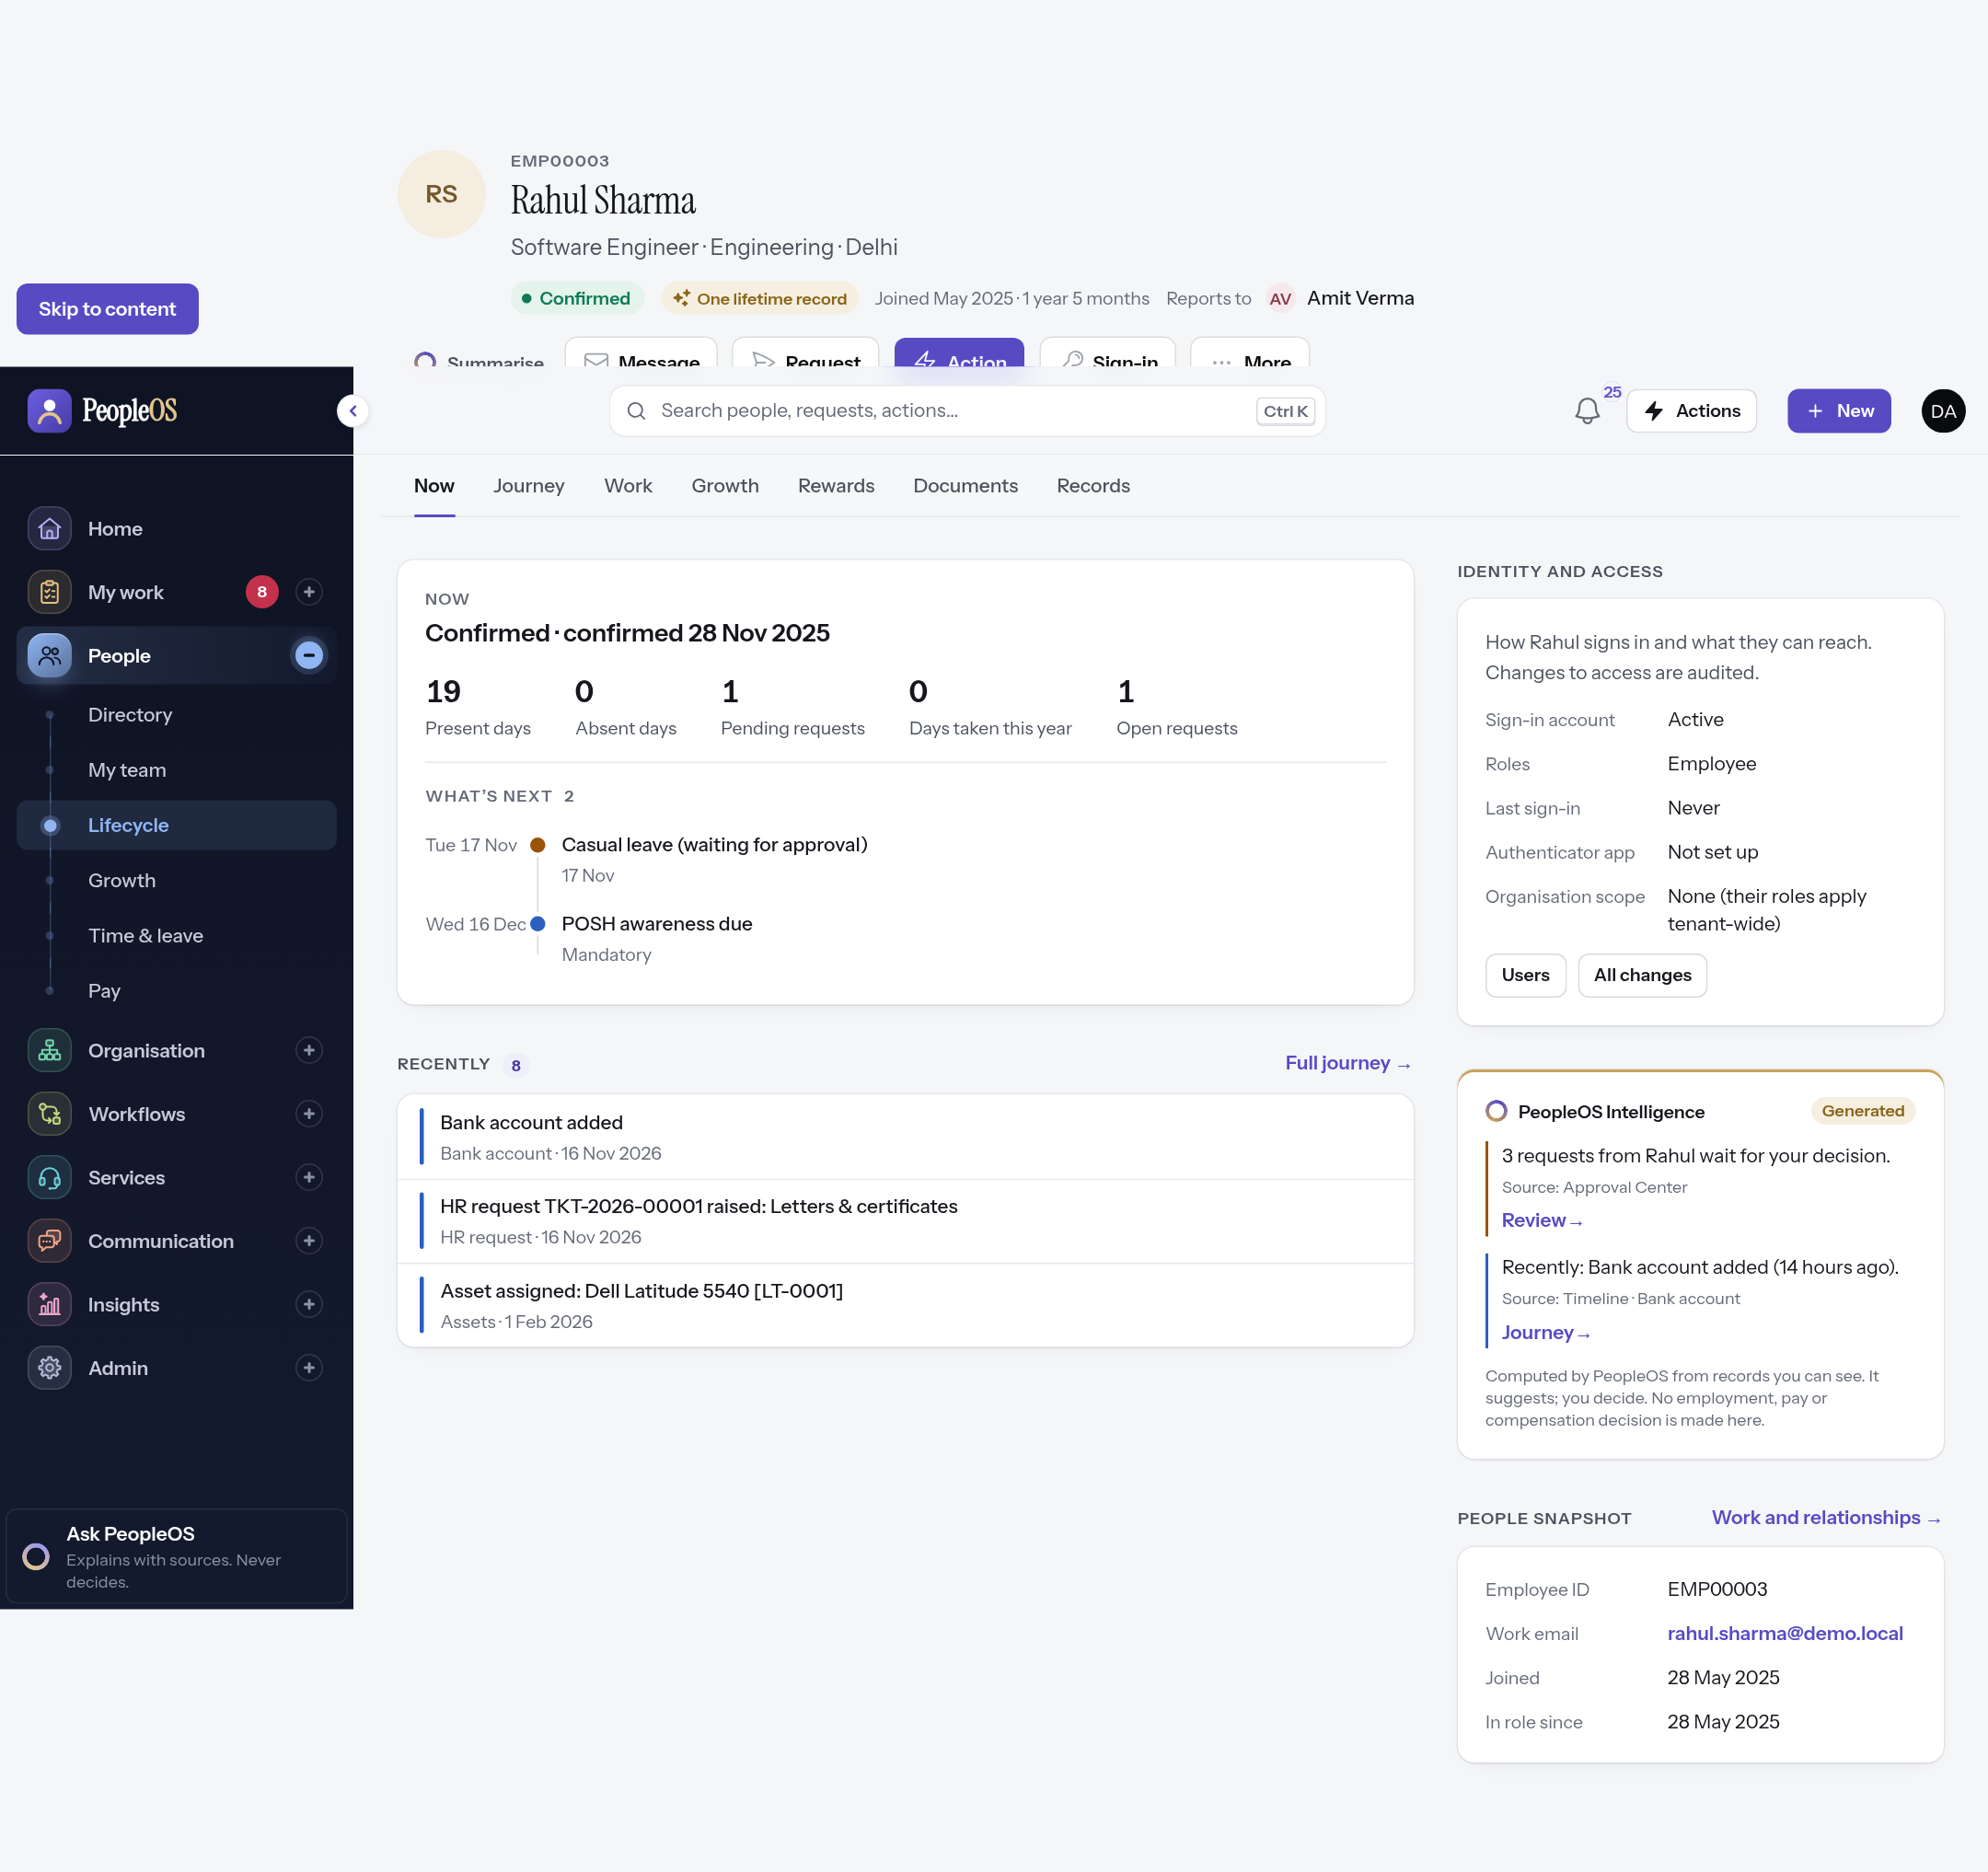 RS
EMP00003
Rahul Sharma
Software Engineer · Engineering · Delhi
Confirmed
One lifetime record
Joined May 2025 · 1 year 5 months
Reports to
AV
Amit Verma
Skip to content
Summarise
Message
Request
Action
Sign-in
More
PeopleOS
Search people, requests, actions...
Ctrl K
25
Actions
New
DA
Home
My work
8
People
Directory
My team
Lifecycle
Growth
Time & leave
Pay
Organisation
Workflows
Services
Communication
Insights
Admin
Ask PeopleOS
Explains with sources. Never
decides.
Now
Journey
Work
Growth
Rewards
Documents
Records
NOW
Confirmed · confirmed 28 Nov 2025
19
Present days
0
Absent days
1
Pending requests
0
Days taken this year
1
Open requests
WHAT'S NEXT 2
Tue 17 Nov
Casual leave (waiting for approval)
17 Nov
Wed 16 Dec
POSH awareness due
Mandatory
RECENTLY 8
Full journey →
Bank account added
Bank account · 16 Nov 2026
HR request TKT-2026-00001 raised: Letters & certificates
HR request · 16 Nov 2026
Asset assigned: Dell Latitude 5540 [LT-0001]
Assets · 1 Feb 2026
IDENTITY AND ACCESS
How Rahul signs in and what they can reach.
Changes to access are audited.
Sign-in account
Active
Roles
Employee
Last sign-in
Never
Authenticator app
Not set up
Organisation scope
None (their roles apply
tenant-wide)
Users
All changes
PeopleOS Intelligence
Generated
3 requests from Rahul wait for your decision.
Source: Approval Center
Review →
Recently: Bank account added (14 hours ago).
Source: Timeline · Bank account
Journey →
Computed by PeopleOS from records you can see. It
suggests; you decide. No employment, pay or
compensation decision is made here.
PEOPLE SNAPSHOT
Work and relationships →
Employee ID
EMP00003
Work email
rahul.sharma@demo.local
Joined
28 May 2025
In role since
28 May 2025